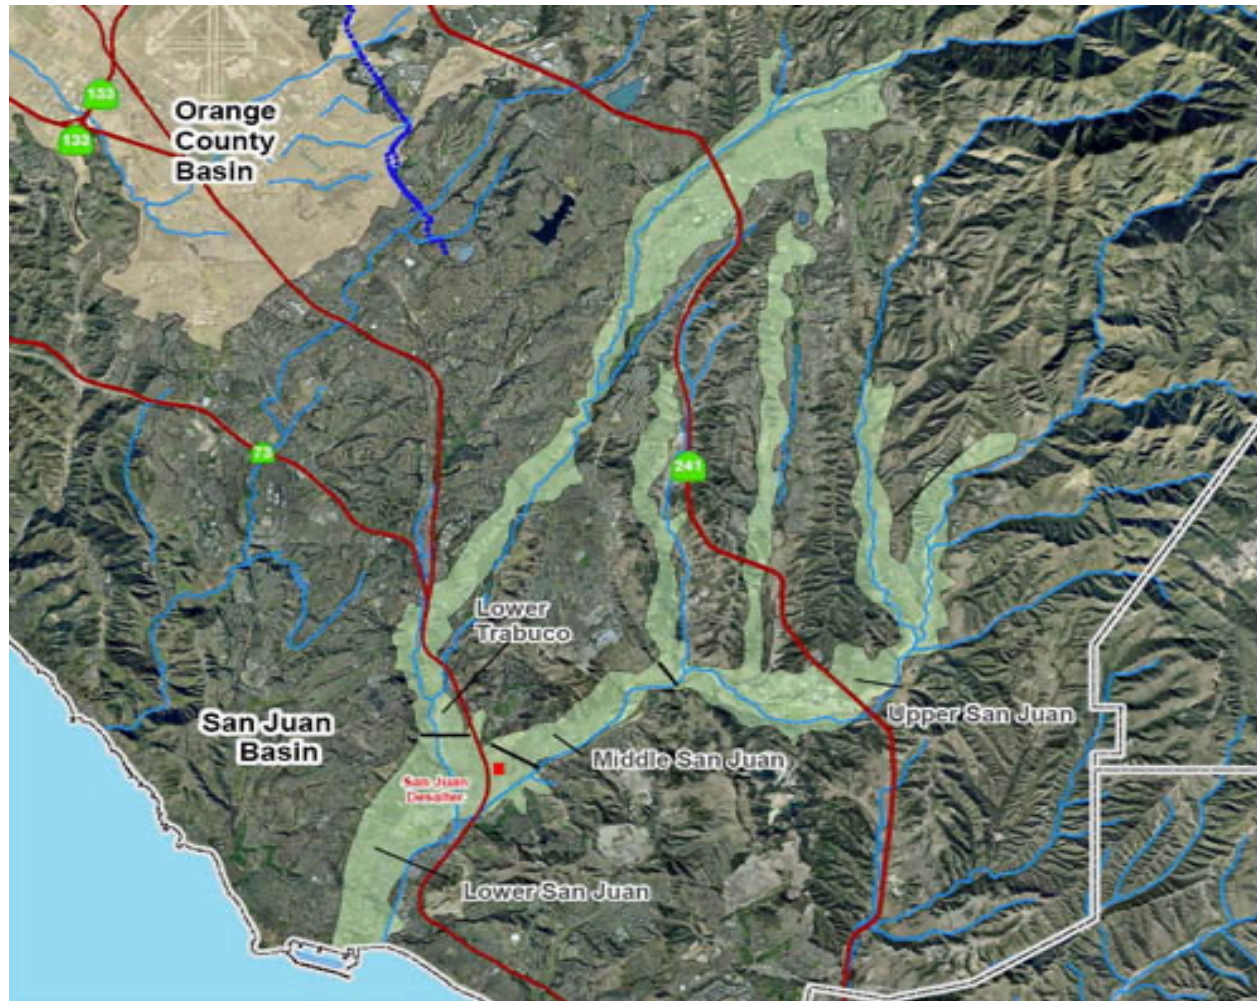 133
133
Orange
County
Basin
73
241
Lower
Trabuco
San Juan
Basin
Upper San Juan
Middle San Juan
San Juan
Desalter
Lower San Juan